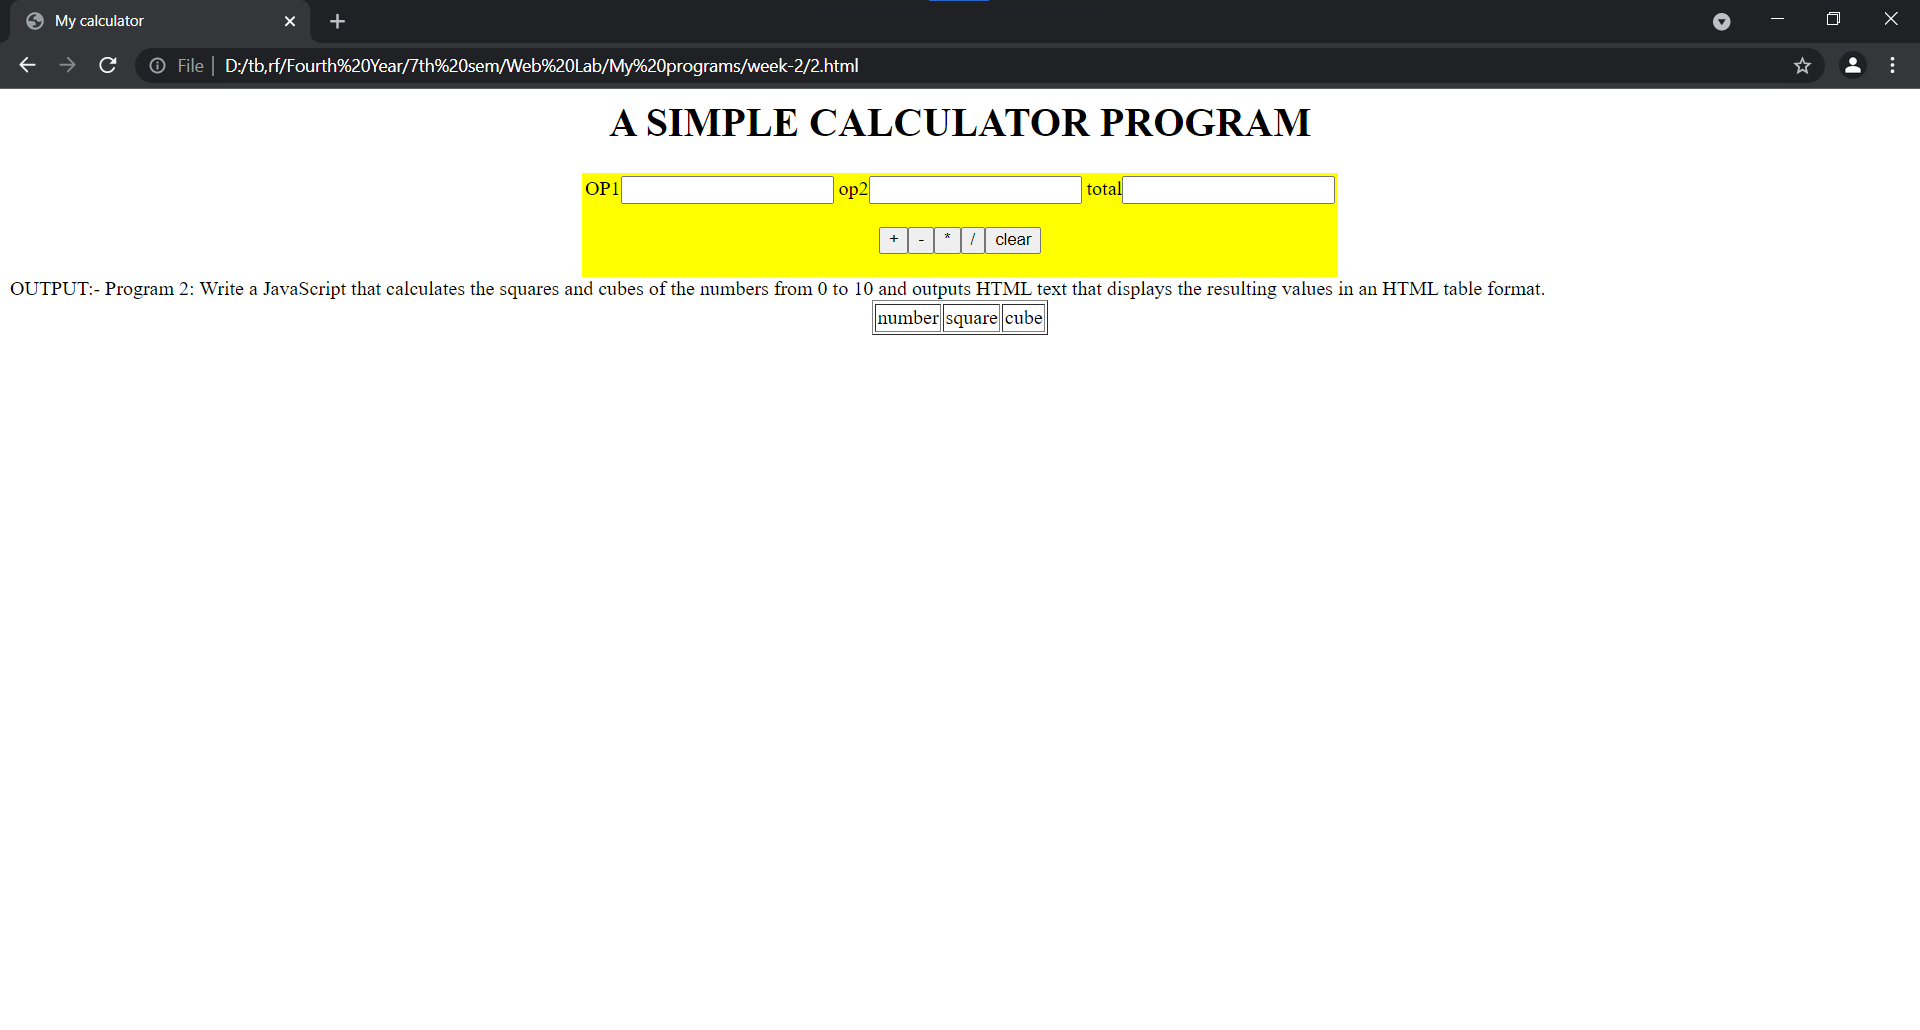 My calculator
File | D:/tb,rf/Fourth%20Year/7th%20sem/Web%20Lab/My%20programs/week-2/2.html
A SIMPLE CALCULATOR PROGRAM
OP1 op2 total
+ - * / clear
OUTPUT:- Program 2: Write a JavaScript that calculates the squares and cubes of the numbers from 0 to 10 and outputs HTML text that displays the resulting values in an HTML table format.
number square cube